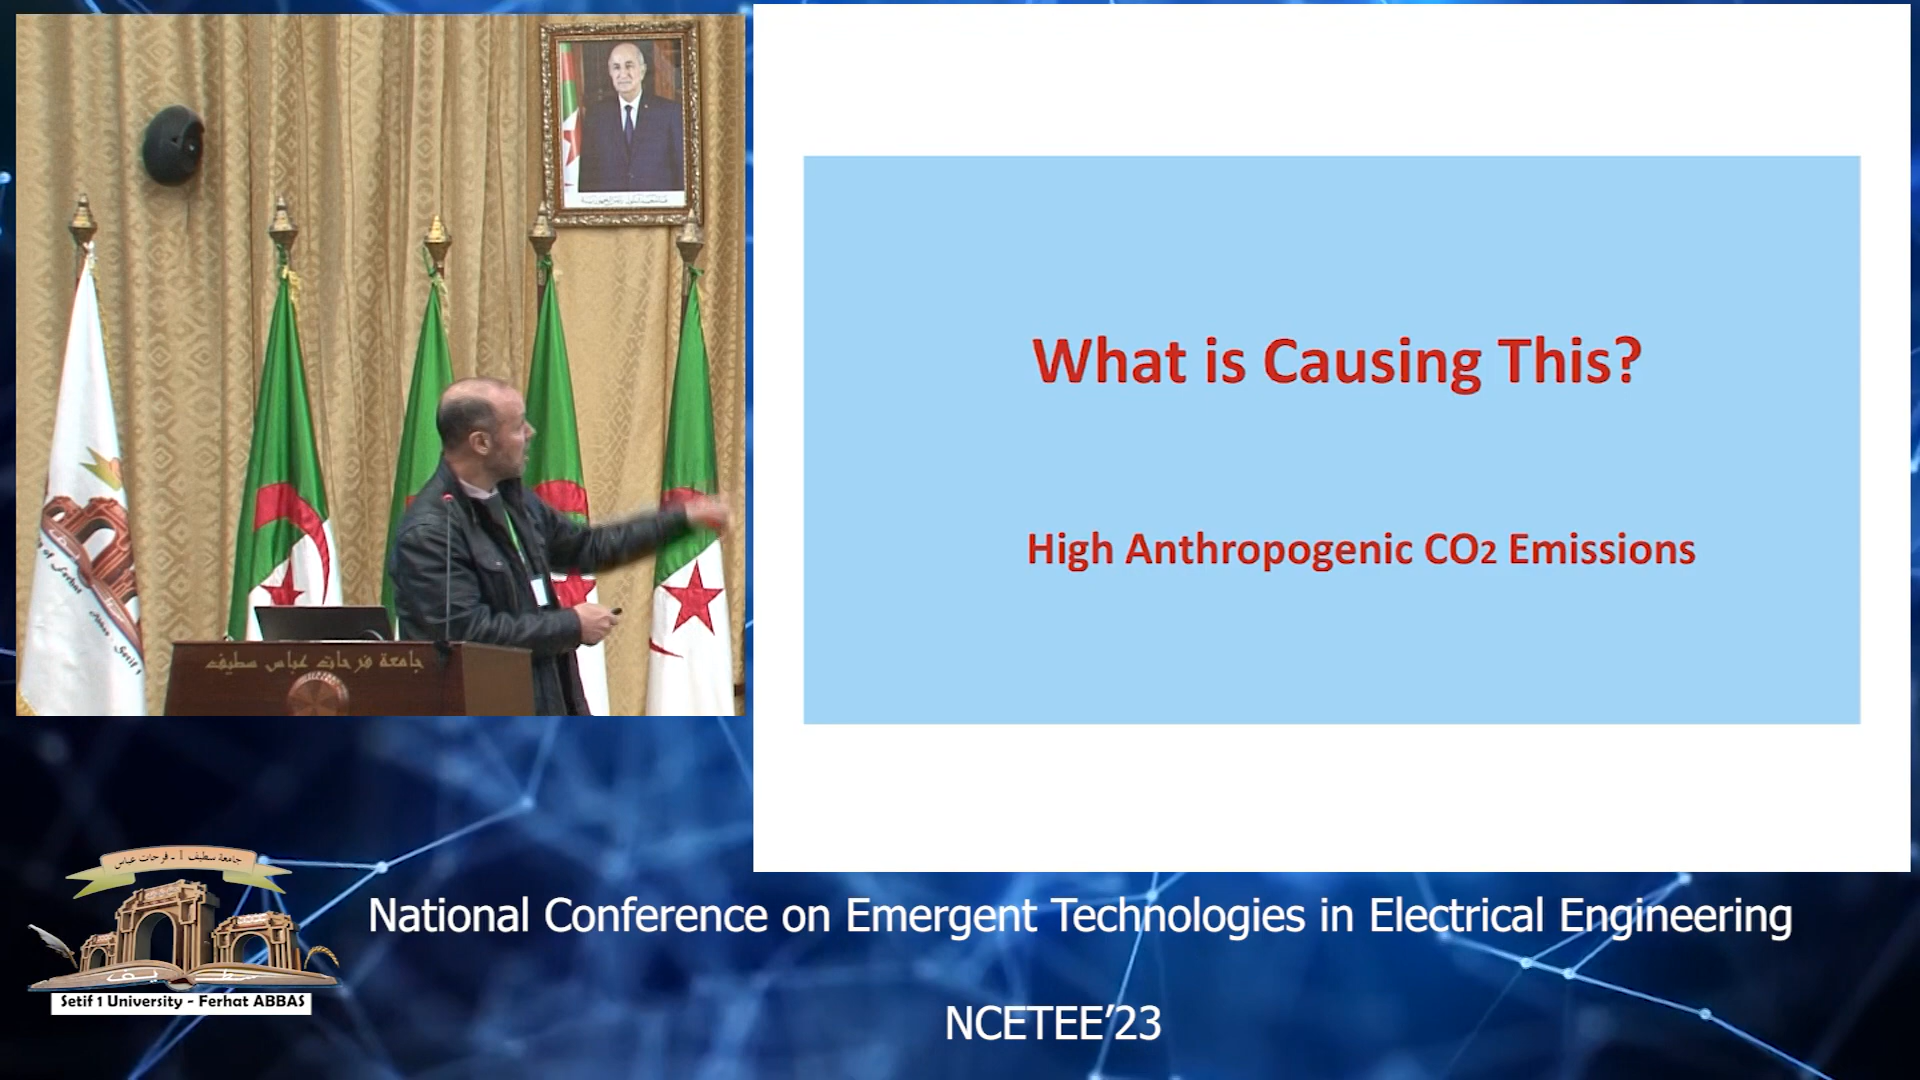 What is Causing This?
High Anthropogenic CO2 Emissions
جامعة فرحات عباس سطيف
جامعة سطيف 1 - فرحات عباس
سطيف
Setif 1 University - Ferhat ABBAS
National Conference on Emergent Technologies in Electrical Engineering
NCETEE’23